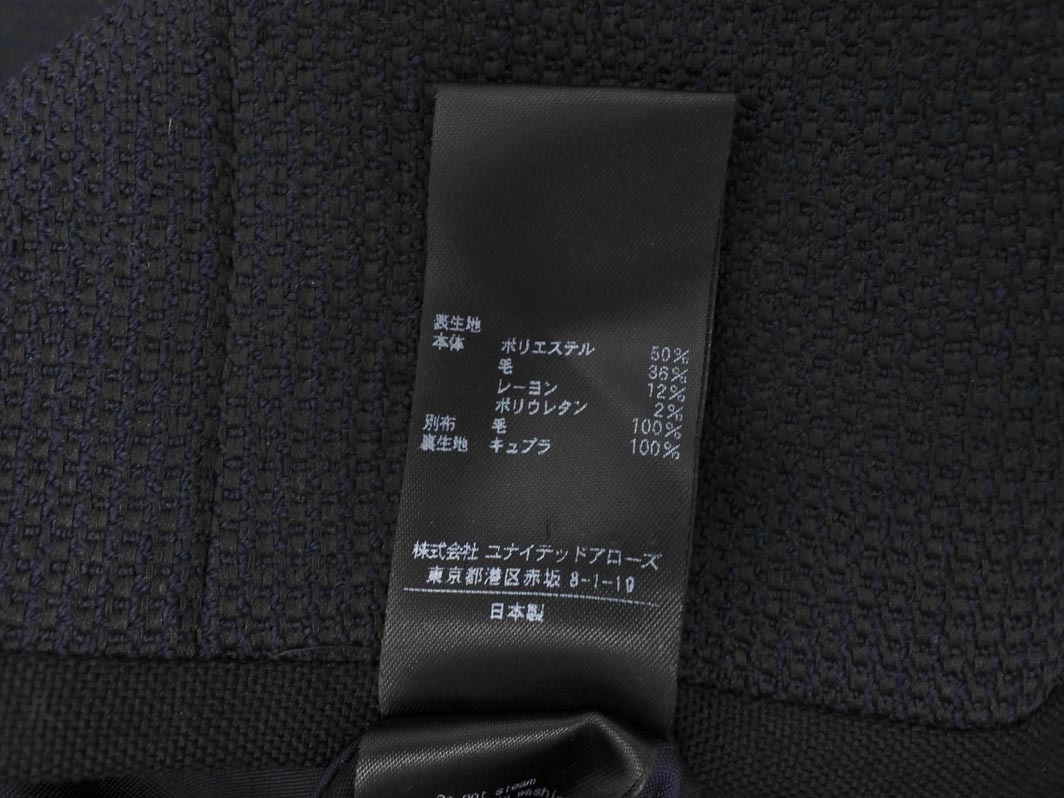 表生地
本体 ポリエステル 50%
毛 36%
レーヨン 12%
ポリウレタン 2%
別布 毛 100%
裏生地 キュプラ 100%
株式会社 ユナイテッドアローズ
東京都港区赤坂 8-1-19
日本製
Do not steam